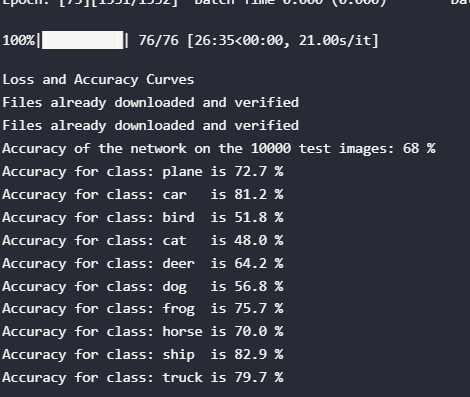 Epoch: [75][1551/1552] Batch Time 0.000 (0.000) Da
100%|██████████| 76/76 [26:35<00:00, 21.00s/it]
Loss and Accuracy Curves
Files already downloaded and verified
Files already downloaded and verified
Accuracy of the network on the 10000 test images: 68 %
Accuracy for class: plane is 72.7 %
Accuracy for class: car   is 81.2 %
Accuracy for class: bird  is 51.8 %
Accuracy for class: cat   is 48.0 %
Accuracy for class: deer  is 64.2 %
Accuracy for class: dog   is 56.8 %
Accuracy for class: frog  is 75.7 %
Accuracy for class: horse is 70.0 %
Accuracy for class: ship  is 82.9 %
Accuracy for class: truck is 79.7 %